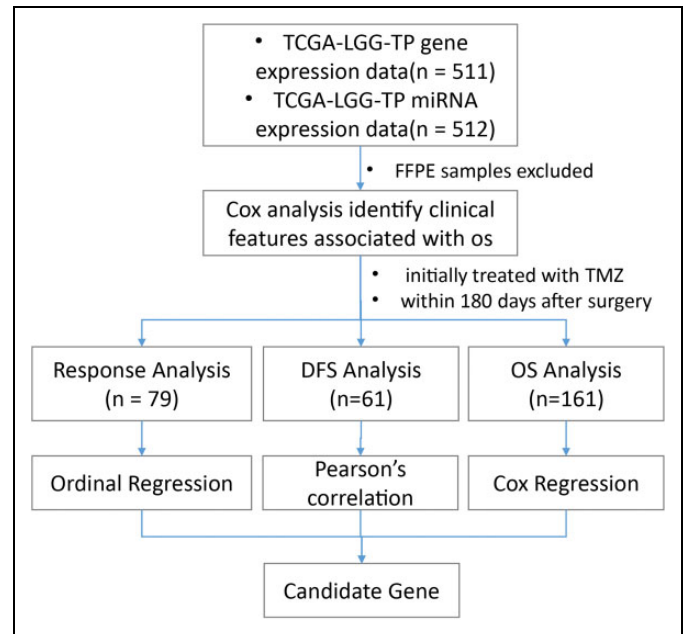 • TCGA-LGG-TP gene
expression data(n = 511)
• TCGA-LGG-TP miRNA
expression data(n = 512)
• FFPE samples excluded
Cox analysis identify clinical
features associated with os
• initially treated with TMZ
• within 180 days after surgery
Response Analysis
(n = 79)
DFS Analysis
(n=61)
OS Analysis
(n=161)
Ordinal Regression
Pearson's
correlation
Cox Regression
Candidate Gene